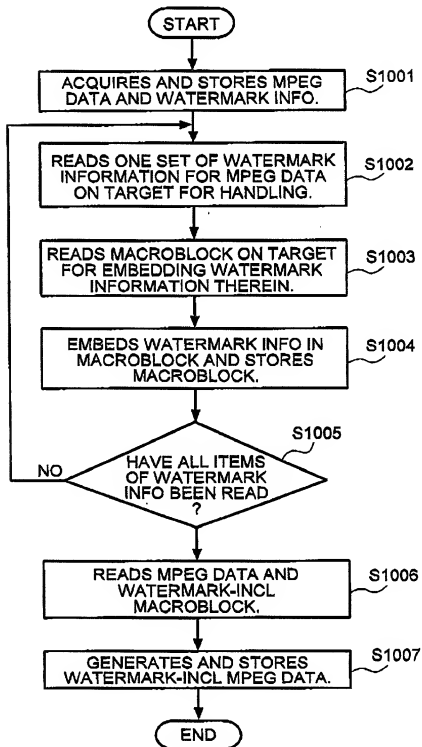 START
ACQUIRES AND STORES MPEG
DATA AND WATERMARK INFO.
S1001
READS ONE SET OF WATERMARK
INFORMATION FOR MPEG DATA
ON TARGET FOR HANDLING.
S1002
READS MACROBLOCK ON TARGET
FOR EMBEDDING WATERMARK
INFORMATION THEREIN.
S1003
EMBEDS WATERMARK INFO IN
MACROBLOCK AND STORES
MACROBLOCK.
S1004
S1005
NO
HAVE ALL ITEMS
OF WATERMARK
INFO BEEN READ
?
READS MPEG DATA AND
WATERMARK-INCL
MACROBLOCK.
S1006
GENERATES AND STORES
WATERMARK-INCL MPEG DATA.
S1007
END